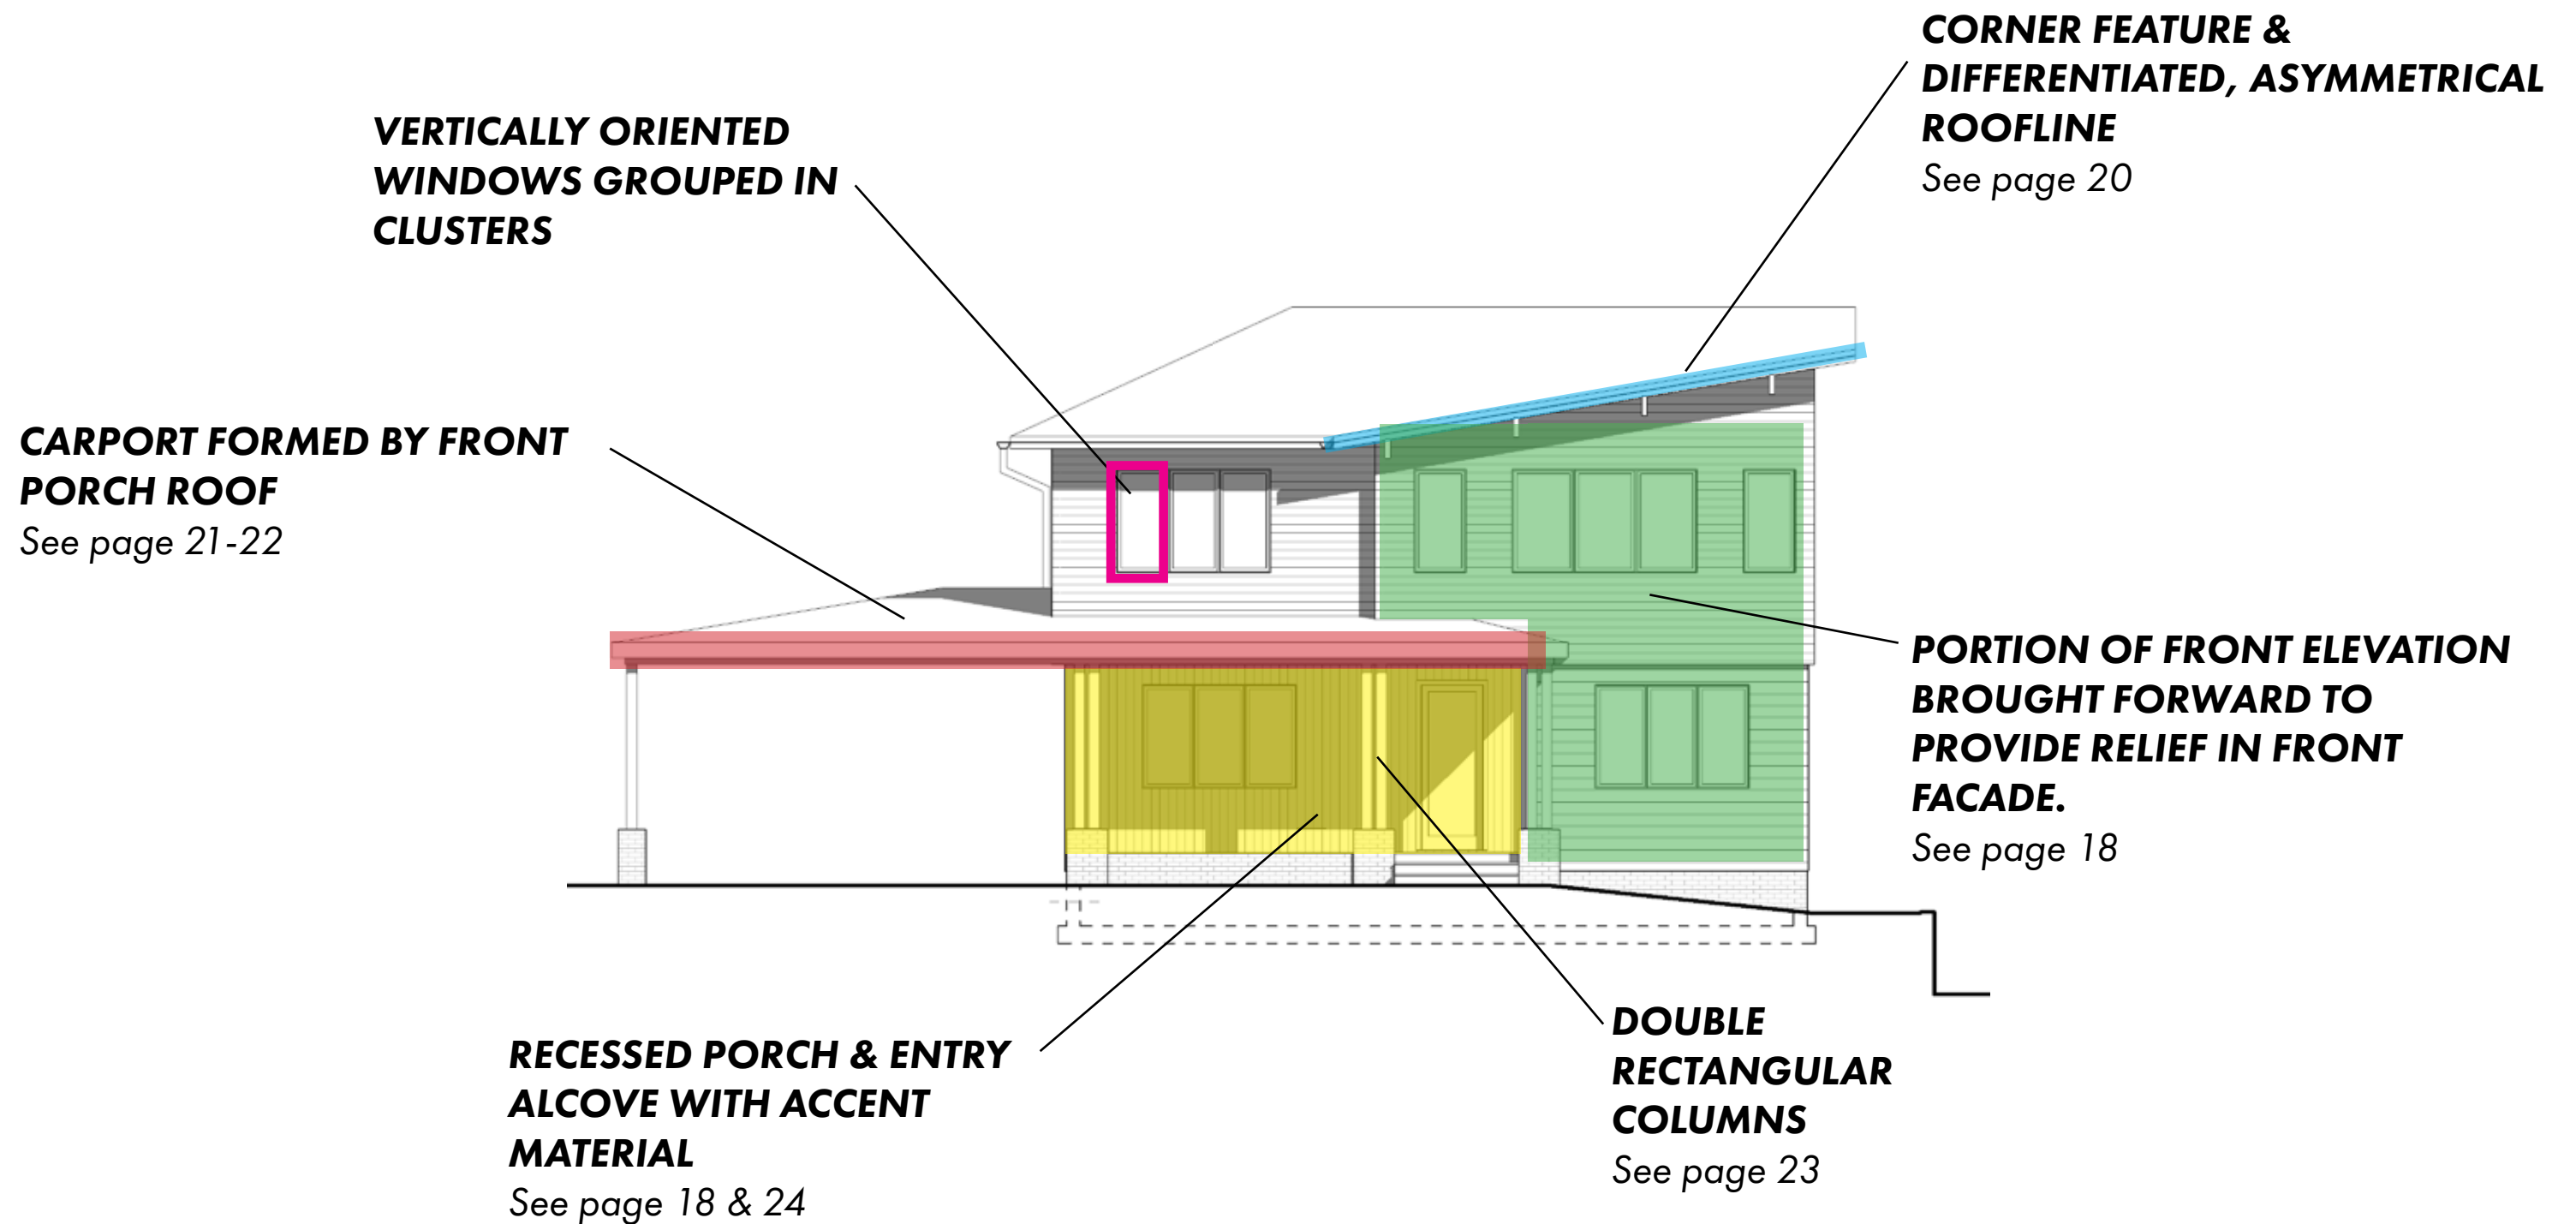 CORNER FEATURE &
DIFFERENTIATED, ASYMMETRICAL
ROOFLINE
See page 20
VERTICALLY ORIENTED
WINDOWS GROUPED IN
CLUSTERS
CARPORT FORMED BY FRONT
PORCH ROOF
See page 21-22
PORTION OF FRONT ELEVATION
BROUGHT FORWARD TO
PROVIDE RELIEF IN FRONT
FACADE.
See page 18
DOUBLE
RECTANGULAR
COLUMNS
See page 23
RECESSED PORCH & ENTRY
ALCOVE WITH ACCENT
MATERIAL
See page 18 & 24